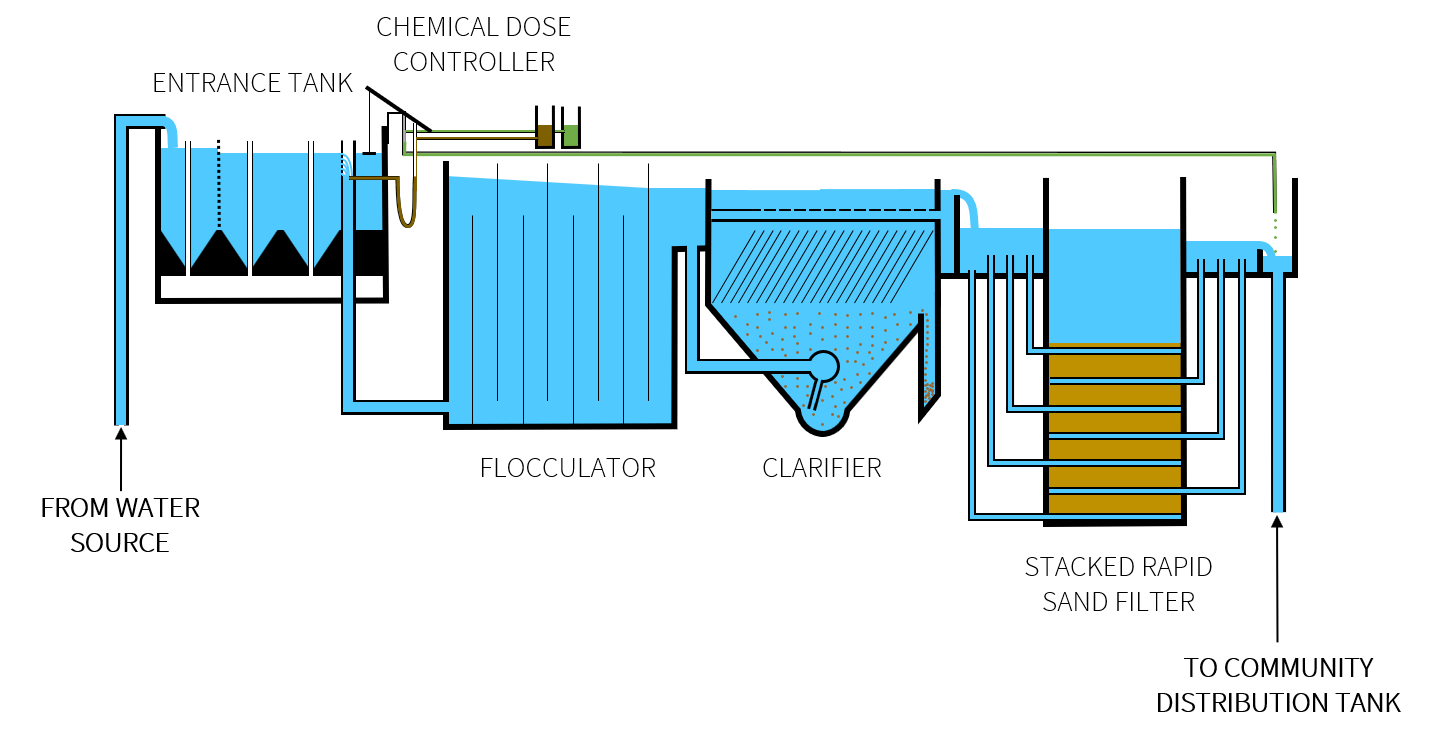 CHEMICAL DOSE
CONTROLLER
ENTRANCE TANK
FLOCCULATOR
CLARIFIER
FROM WATER
SOURCE
STACKED RAPID
SAND FILTER
TO COMMUNITY
DISTRIBUTION TANK